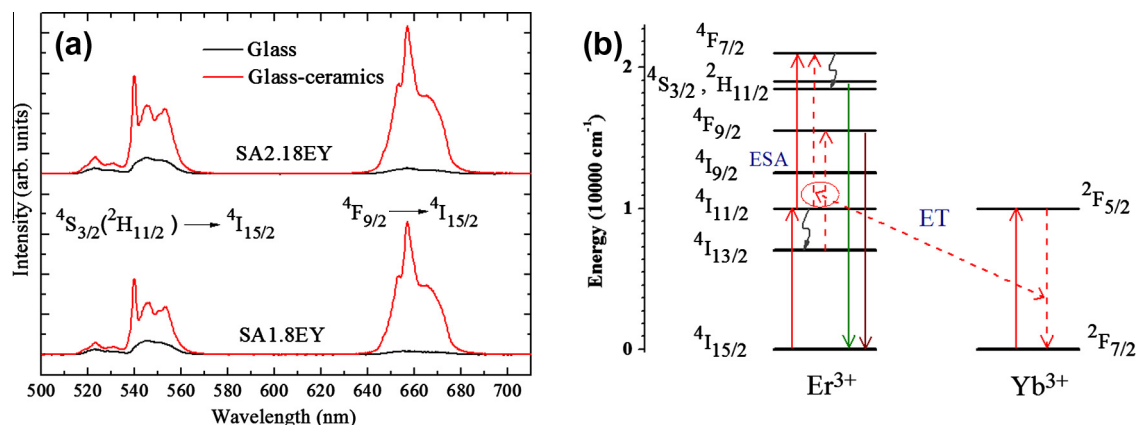 (a)
Glass
Glass-ceramics
SA2.18EY
⁴S₃/₂(²H₁₁/₂) → ⁴I₁₅/₂
⁴F₉/₂ → ⁴I₁₅/₂
SA1.8EY
Intensity (arb. units)
500 520 540 560 580 600 620 640 660 680 700
Wavelength (nm)
(b)
Energy (10000 cm⁻¹)
2
1
0
⁴F₇/₂
⁴S₃/₂ , ²H₁₁/₂
⁴F₉/₂
⁴I₉/₂
⁴I₁₁/₂
⁴I₁₃/₂
⁴I₁₅/₂
ESA
ET
²F₅/₂
²F₇/₂
Er³⁺
Yb³⁺